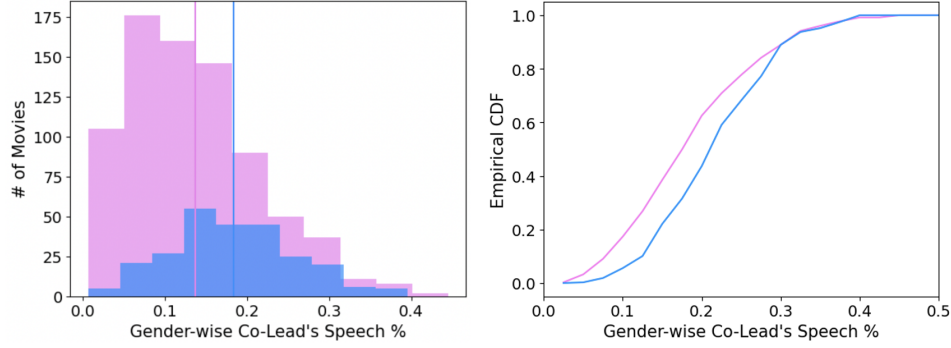 175
150
125
100
75
50
25
0
# of Movies
0.0 0.1 0.2 0.3 0.4
Gender-wise Co-Lead's Speech %
1.0
0.8
0.6
0.4
0.2
0.0
Empirical CDF
0.0 0.1 0.2 0.3 0.4 0.5
Gender-wise Co-Lead's Speech %